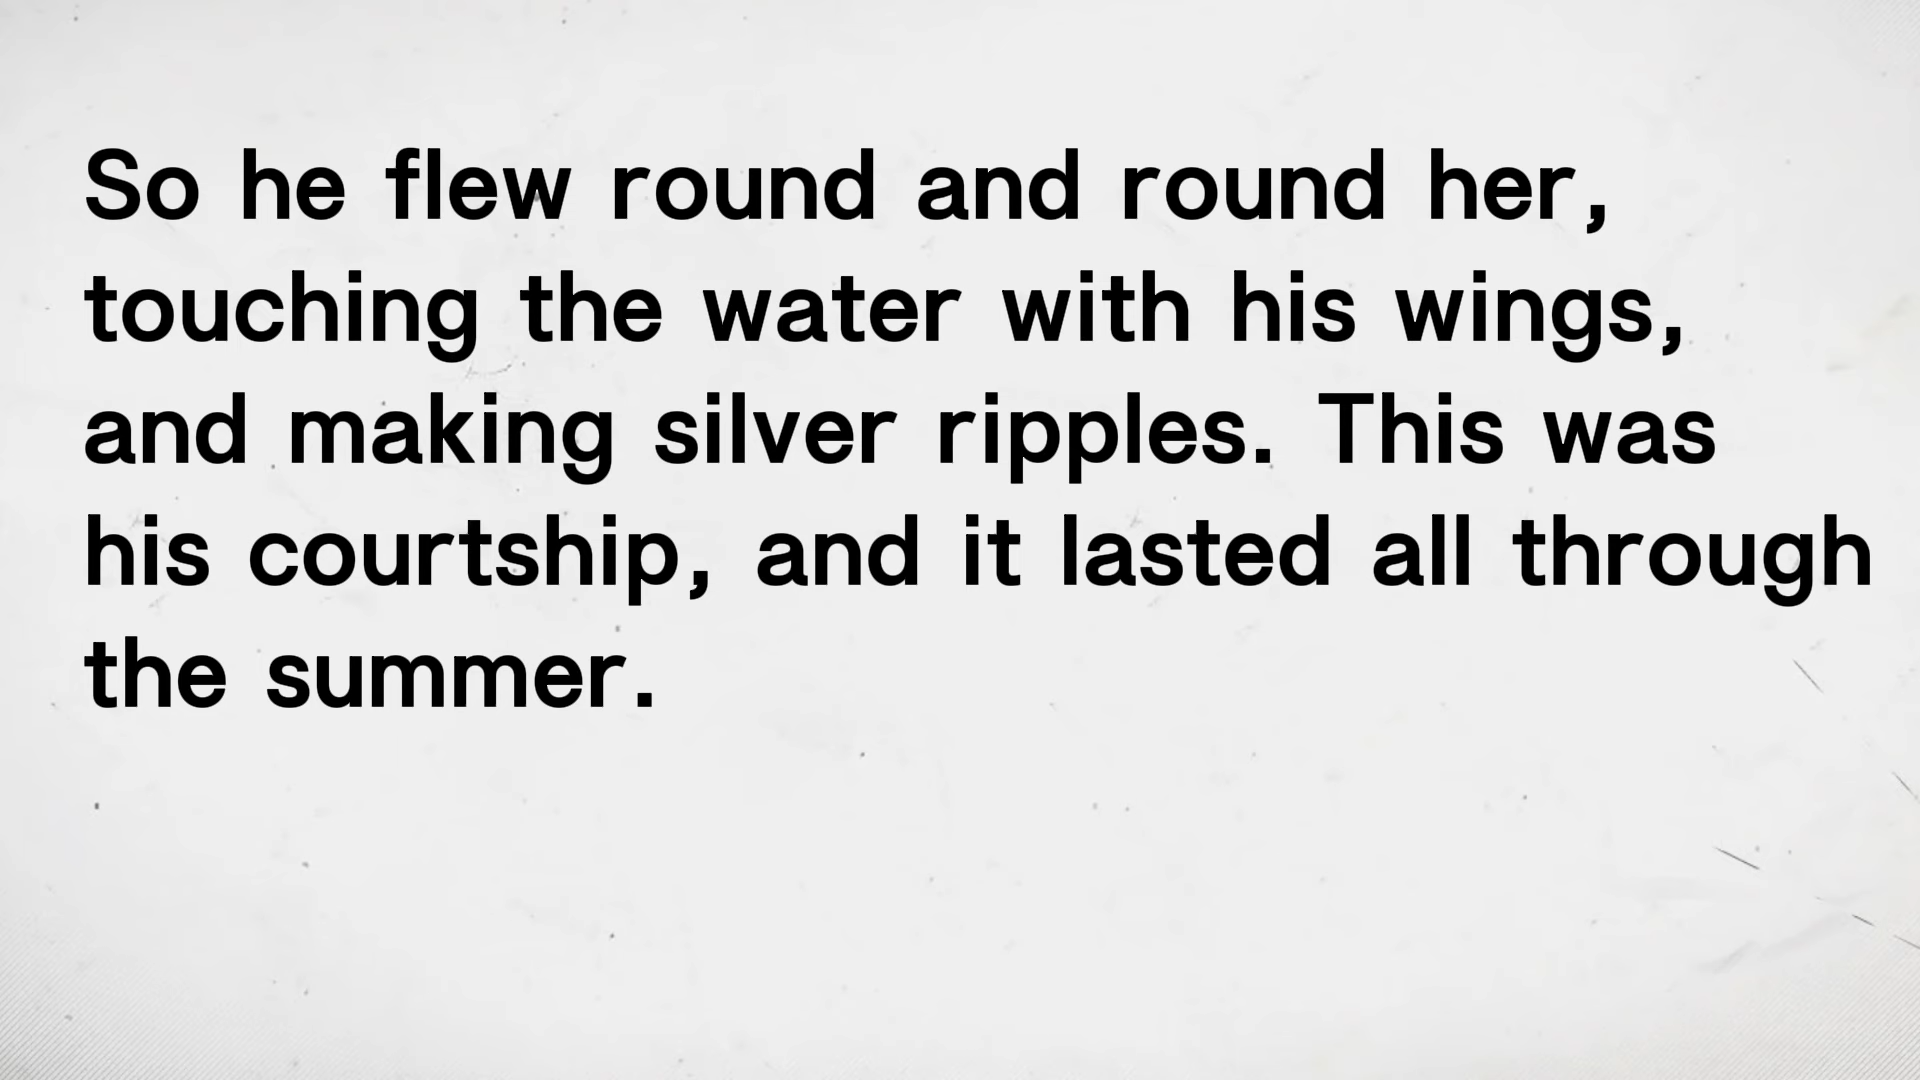 So he flew round and round her,
touching the water with his wings,
and making silver ripples. This was
his courtship, and it lasted all through
the summer.